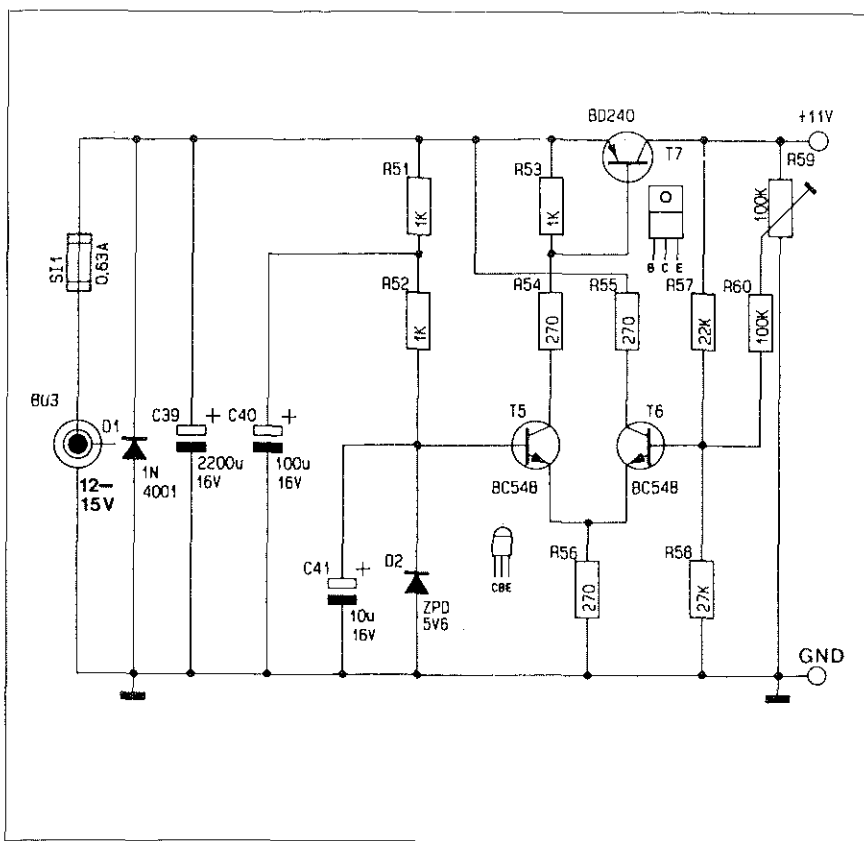 BD240
+11V
T7
R59
100K
R51
1K
R53
1K
SI1
0,63A
B C E
R52
1K
R54
270
R55
270
R57
22K
R60
100K
BU3
D1
12–
15V
1N
4001
C39
+
2200u
16V
C40
+
100u
16V
T5
BC548
T6
BC548
C41
+
10u
16V
D2
ZPD
5V6
CBE
R56
270
R58
27K
GND